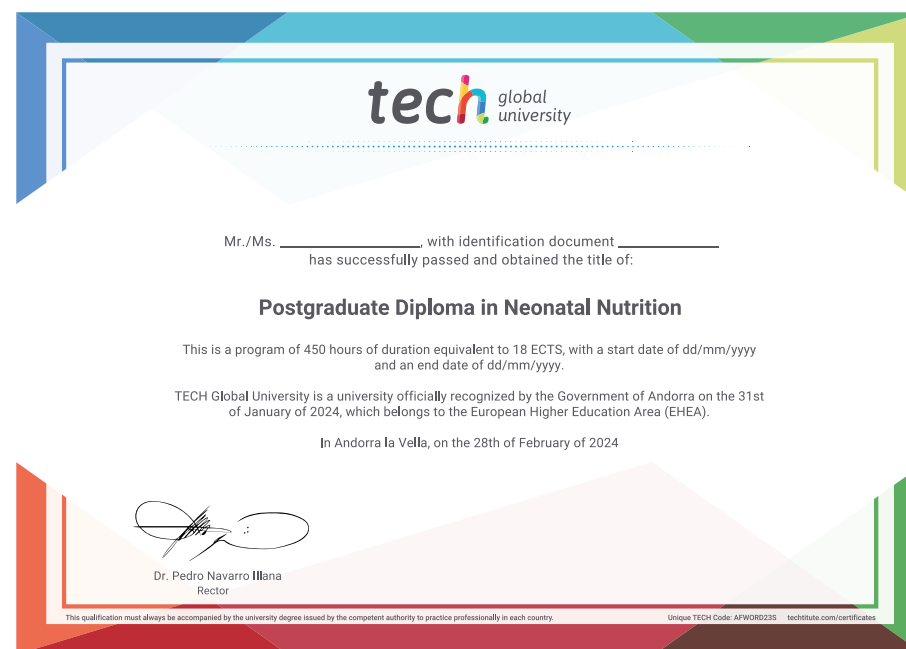 tech global
university
Mr./Ms. ____________, with identification document ____________
has successfully passed and obtained the title of:
Postgraduate Diploma in Neonatal Nutrition
This is a program of 450 hours of duration equivalent to 18 ECTS, with a start date of dd/mm/yyyy
and an end date of dd/mm/yyyy.
TECH Global University is a university officially recognized by the Government of Andorra on the 31st
of January of 2024, which belongs to the European Higher Education Area (EHEA).
In Andorra la Vella, on the 28th of February of 2024
Dr. Pedro Navarro Illana
Rector
This qualification must always be accompanied by the university degree issued by the competent authority to practice professionally in each country. Unique TECH Code: AFWORD23S techtitute.com/certificates